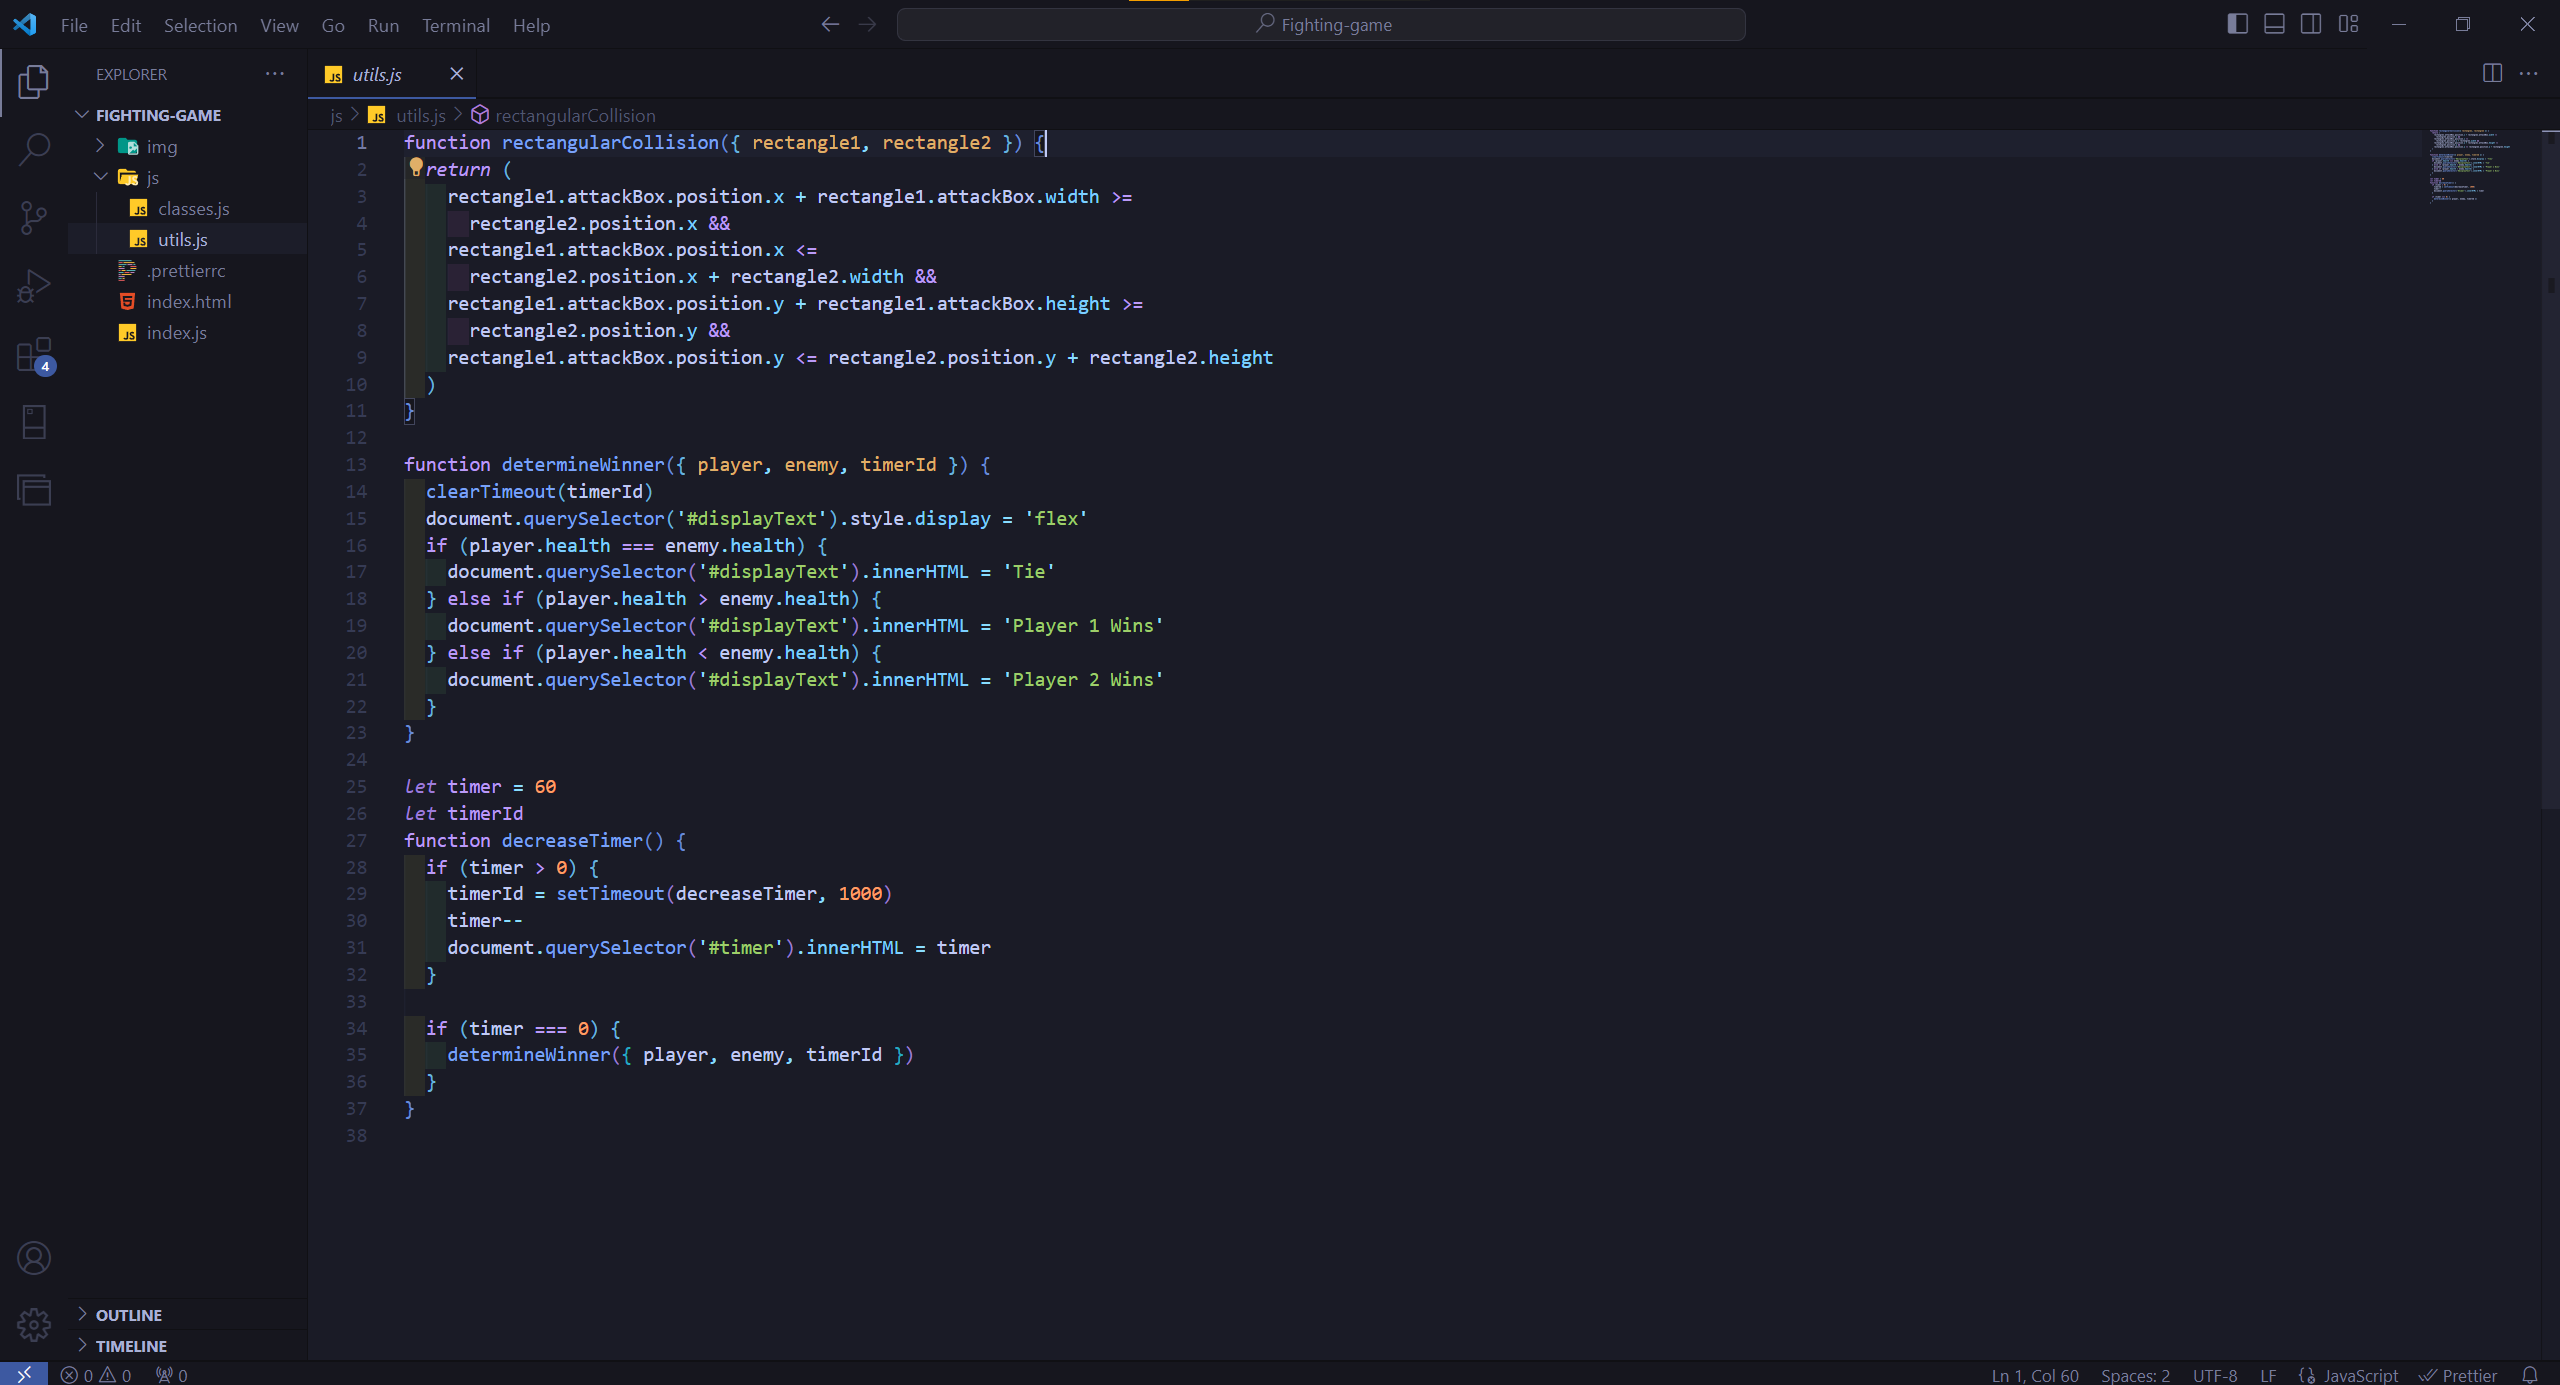 File Edit Selection View Go Run Terminal Help
Fighting-game
EXPLORER
FIGHTING-GAME
img
js
classes.js
utils.js
.prettierrc
index.html
index.js
4
OUTLINE
TIMELINE
utils.js
js > utils.js > rectangularCollision
1 function rectangularCollision({ rectangle1, rectangle2 }) {
2   return (
3     rectangle1.attackBox.position.x + rectangle1.attackBox.width >=
4       rectangle2.position.x &&
5     rectangle1.attackBox.position.x <=
6       rectangle2.position.x + rectangle2.width &&
7     rectangle1.attackBox.position.y + rectangle1.attackBox.height >=
8       rectangle2.position.y &&
9     rectangle1.attackBox.position.y <= rectangle2.position.y + rectangle2.height
10   )
11 }
12
13 function determineWinner({ player, enemy, timerId }) {
14   clearTimeout(timerId)
15   document.querySelector('#displayText').style.display = 'flex'
16   if (player.health === enemy.health) {
17     document.querySelector('#displayText').innerHTML = 'Tie'
18   } else if (player.health > enemy.health) {
19     document.querySelector('#displayText').innerHTML = 'Player 1 Wins'
20   } else if (player.health < enemy.health) {
21     document.querySelector('#displayText').innerHTML = 'Player 2 Wins'
22   }
23 }
24
25 let timer = 60
26 let timerId
27 function decreaseTimer() {
28   if (timer > 0) {
29     timerId = setTimeout(decreaseTimer, 1000)
30     timer--
31     document.querySelector('#timer').innerHTML = timer
32   }
33
34   if (timer === 0) {
35     determineWinner({ player, enemy, timerId })
36   }
37 }
38
0 0 0
Ln 1, Col 60 Spaces: 2 UTF-8 LF JavaScript Prettier